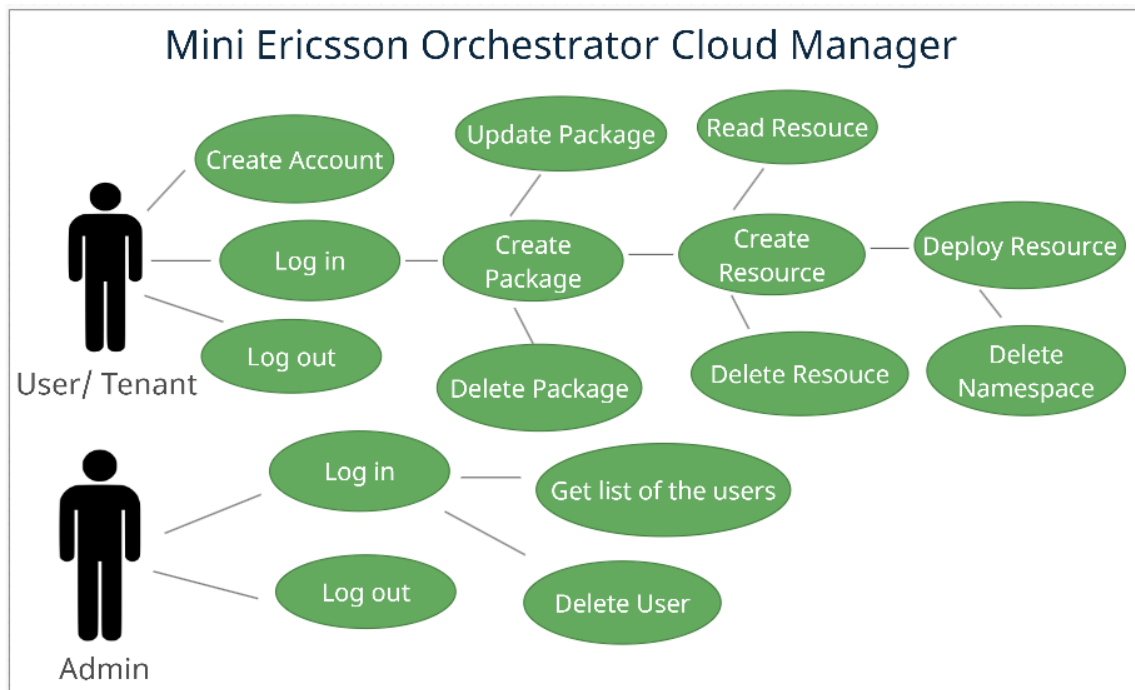 Mini Ericsson Orchestrator Cloud Manager
Create Account
Update Package
Read Resouce
Log in
Create
Package
Create
Resource
Deploy Resource
Log out
Delete Package
Delete Resouce
Delete
Namespace
User/ Tenant
Log in
Get list of the users
Log out
Delete User
Admin